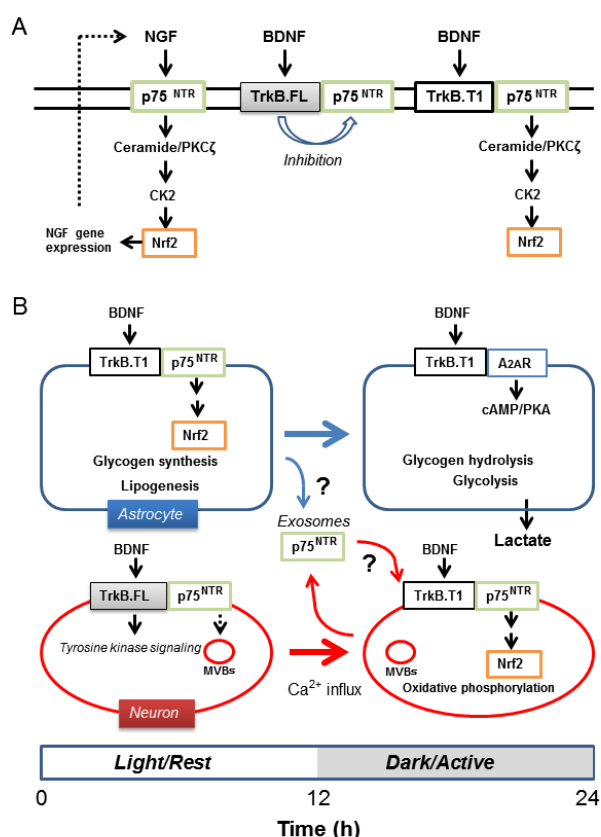 A
NGF
BDNF
BDNF
p75 NTR
TrkB.FL
p75 NTR
TrkB.T1
p75 NTR
Ceramide/PKCζ
Inhibition
Ceramide/PKCζ
CK2
CK2
NGF gene
expression
Nrf2
Nrf2
B
BDNF
BDNF
TrkB.T1
p75NTR
TrkB.T1
A2AR
cAMP/PKA
Nrf2
Glycogen synthesis
Lipogenesis
Glycogen hydrolysis
Glycolysis
Astrocyte
?
Exosomes
p75NTR
?
Lactate
BDNF
BDNF
TrkB.FL
p75NTR
TrkB.T1
p75NTR
Tyrosine kinase signaling
MVBs
MVBs
Nrf2
Oxidative phosphorylation
Ca2+ influx
Neuron
Light/Rest
Dark/Active
0
12
24
Time (h)